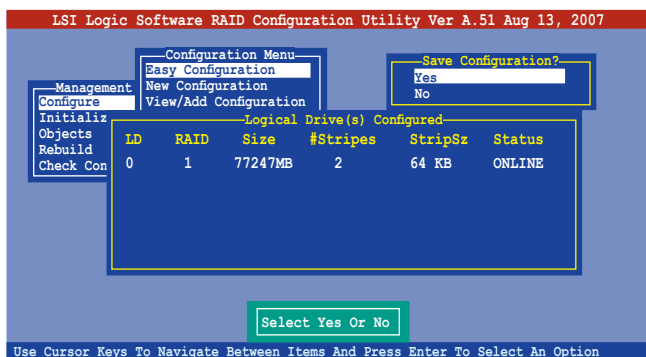 LSI Logic Software RAID Configuration Utility Ver A.51 Aug 13, 2007
Configuration Menu
Easy Configuration
New Configuration
View/Add Configuration
Save Configuration?
Yes
No
Management
Configure
Initializ
Objects
Rebuild
Check Con
Logical Drive(s) Configured
LD RAID Size #Stripes StripSz Status
0 1 77247MB 2 64 KB ONLINE
Select Yes Or No
Use Cursor Keys To Navigate Between Items And Press Enter To Select An Option